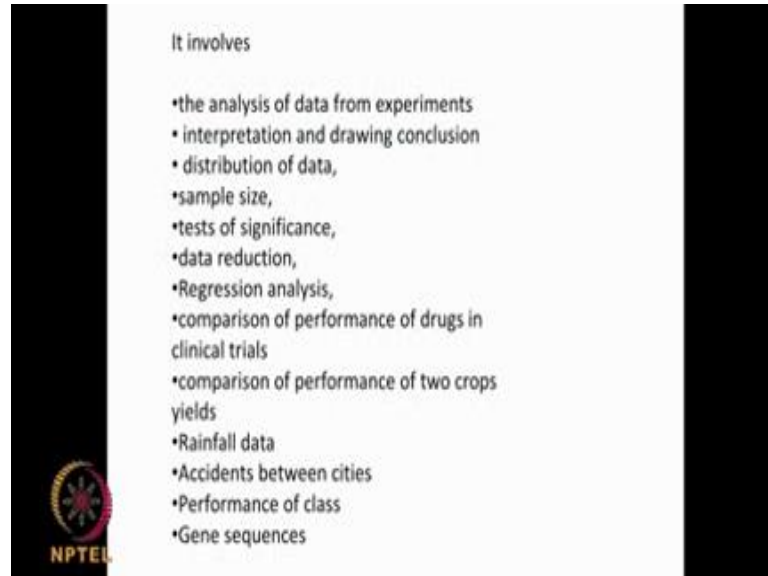 It involves
•the analysis of data from experiments
• interpretation and drawing conclusion
• distribution of data,
•sample size,
•tests of significance,
•data reduction,
•Regression analysis,
•comparison of performance of drugs in
clinical trials
•comparison of performance of two crops
yields
•Rainfall data
•Accidents between cities
•Performance of class
•Gene sequences
NPTEL